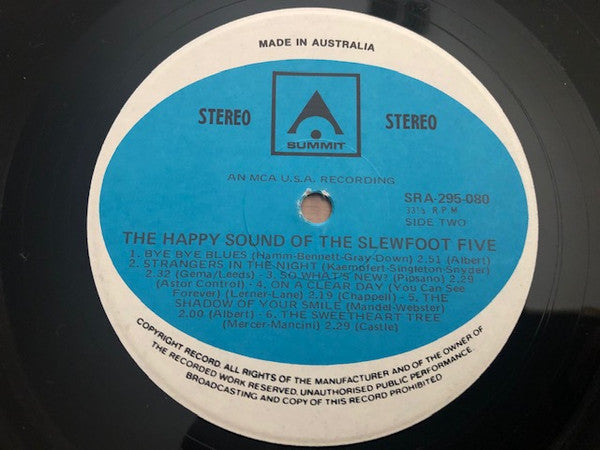 MADE IN AUSTRALIA
STEREO
SUMMIT
STEREO
AN MCA U.S.A. RECORDING
SRA-295-080
33⅓ R.P.M
SIDE TWO
THE HAPPY SOUND OF THE SLEWFOOT FIVE
1. BYE BYE BLUES (Hamm-Bennett-Gray-Down) 2.51 (Albert)
2. STRANGERS IN THE NIGHT (Kaempfert-Singleton-Snyder)
2.32 (Gema/Leeds) - 3. SO WHAT'S NEW? (Pipsano) 2.29
(Astor Control) - 4. ON A CLEAR DAY (You Can See
Forever) (Lerner-Lane) 2.19 (Chappell) - 5. THE
SHADOW OF YOUR SMILE (Mandel-Webster)
2.00 (Albert) - 6. THE SWEETHEART TREE
(Mercer-Mancini) 2.29 (Castle)
COPYRIGHT RECORD. ALL RIGHTS OF THE MANUFACTURER AND OF THE OWNER OF
THE RECORDED WORK RESERVED. UNAUTHORISED PUBLIC PERFORMANCE,
BROADCASTING AND COPY OF THIS RECORD PROHIBITED